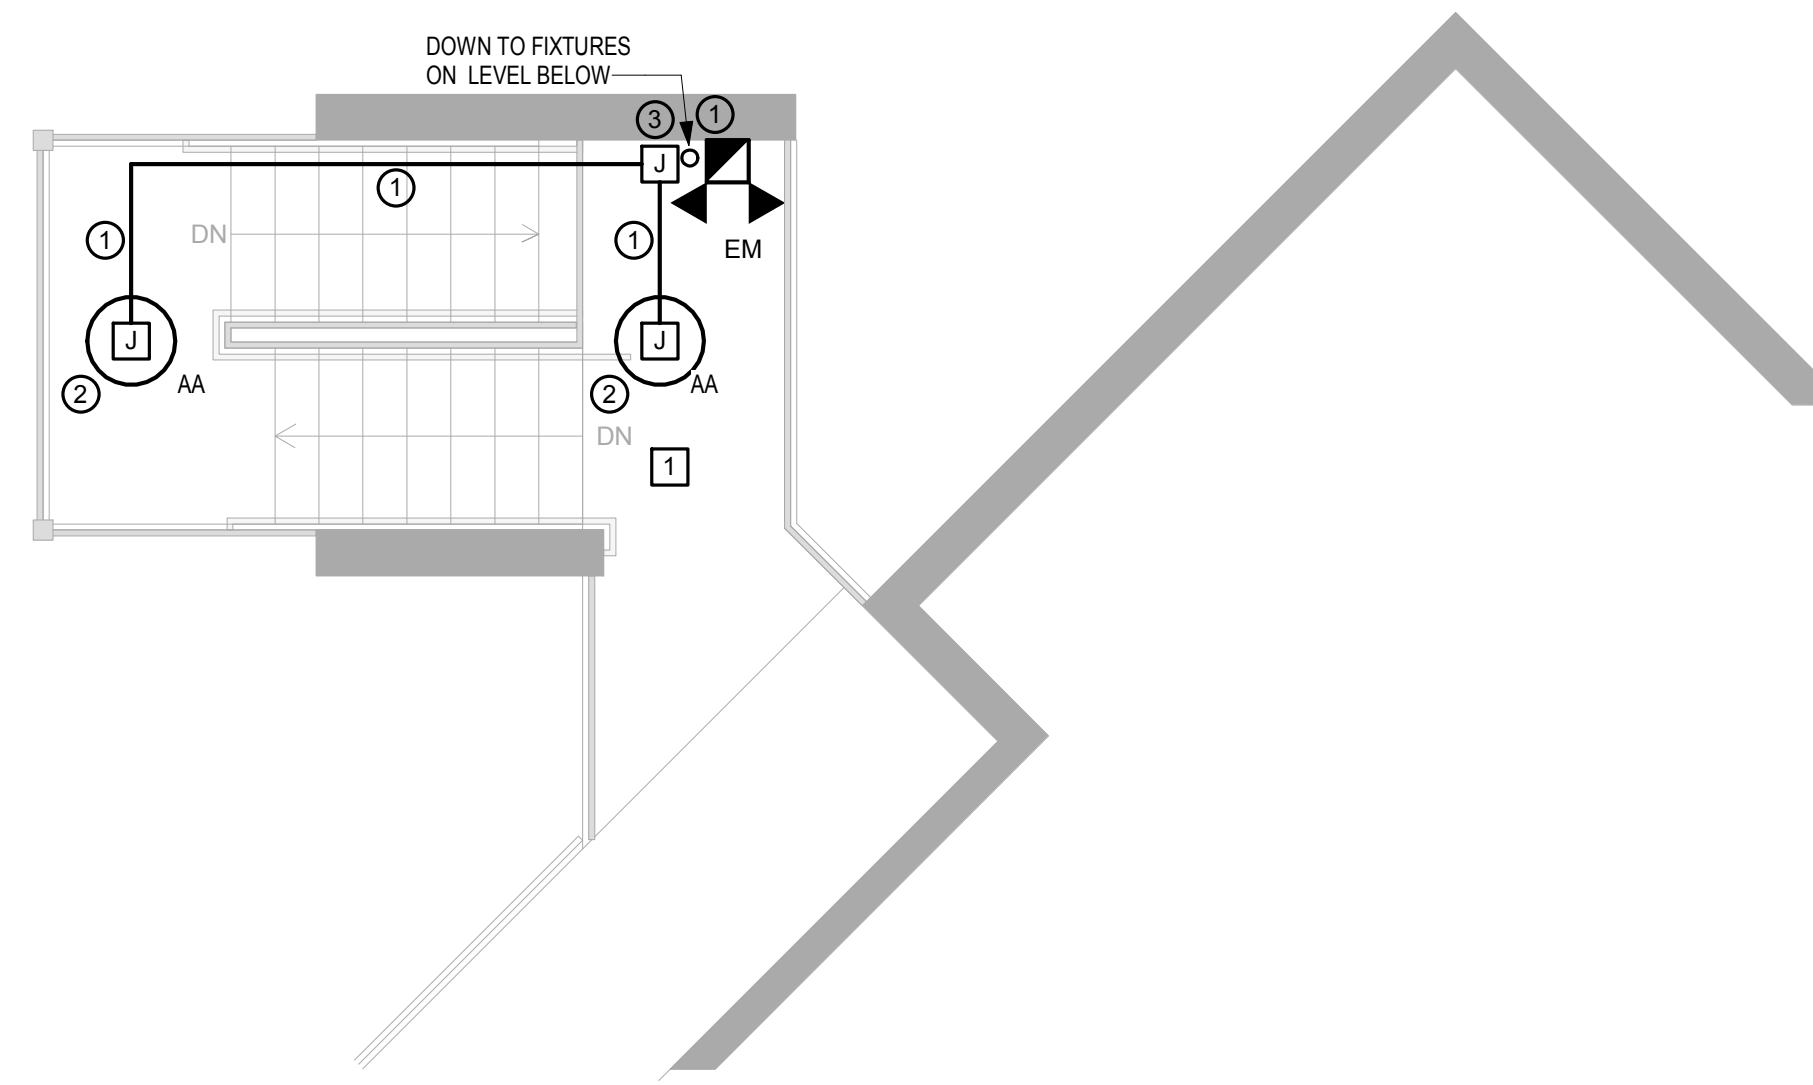 DOWN TO FIXTURES
ON LEVEL BELOW
3
1
J
1
1
DN
1
EM
J
J
2
AA
2
AA
DN
1